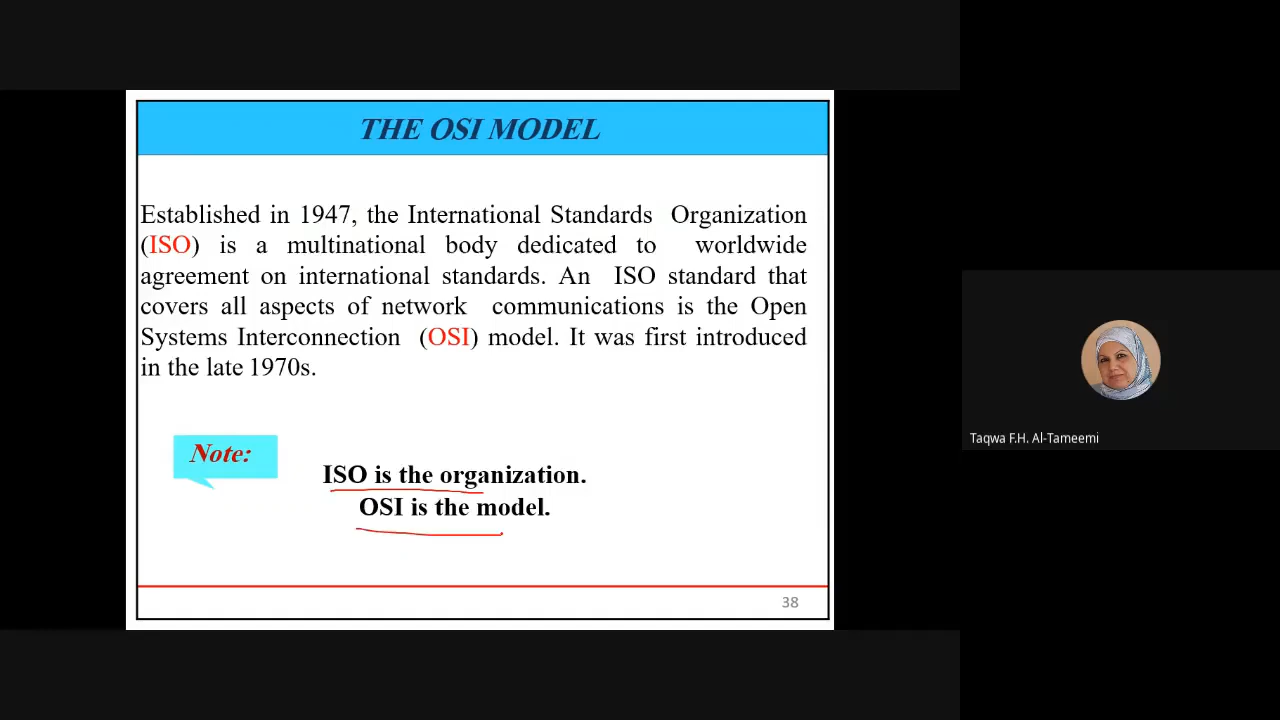 THE OSI MODEL
Established in 1947, the International Standards Organization
(ISO) is a multinational body dedicated to worldwide
agreement on international standards. An ISO standard that
covers all aspects of network communications is the Open
Systems Interconnection (OSI) model. It was first introduced
in the late 1970s.
Note:
ISO is the organization.
OSI is the model.
38
Taqwa F.H. Al-Tameemi